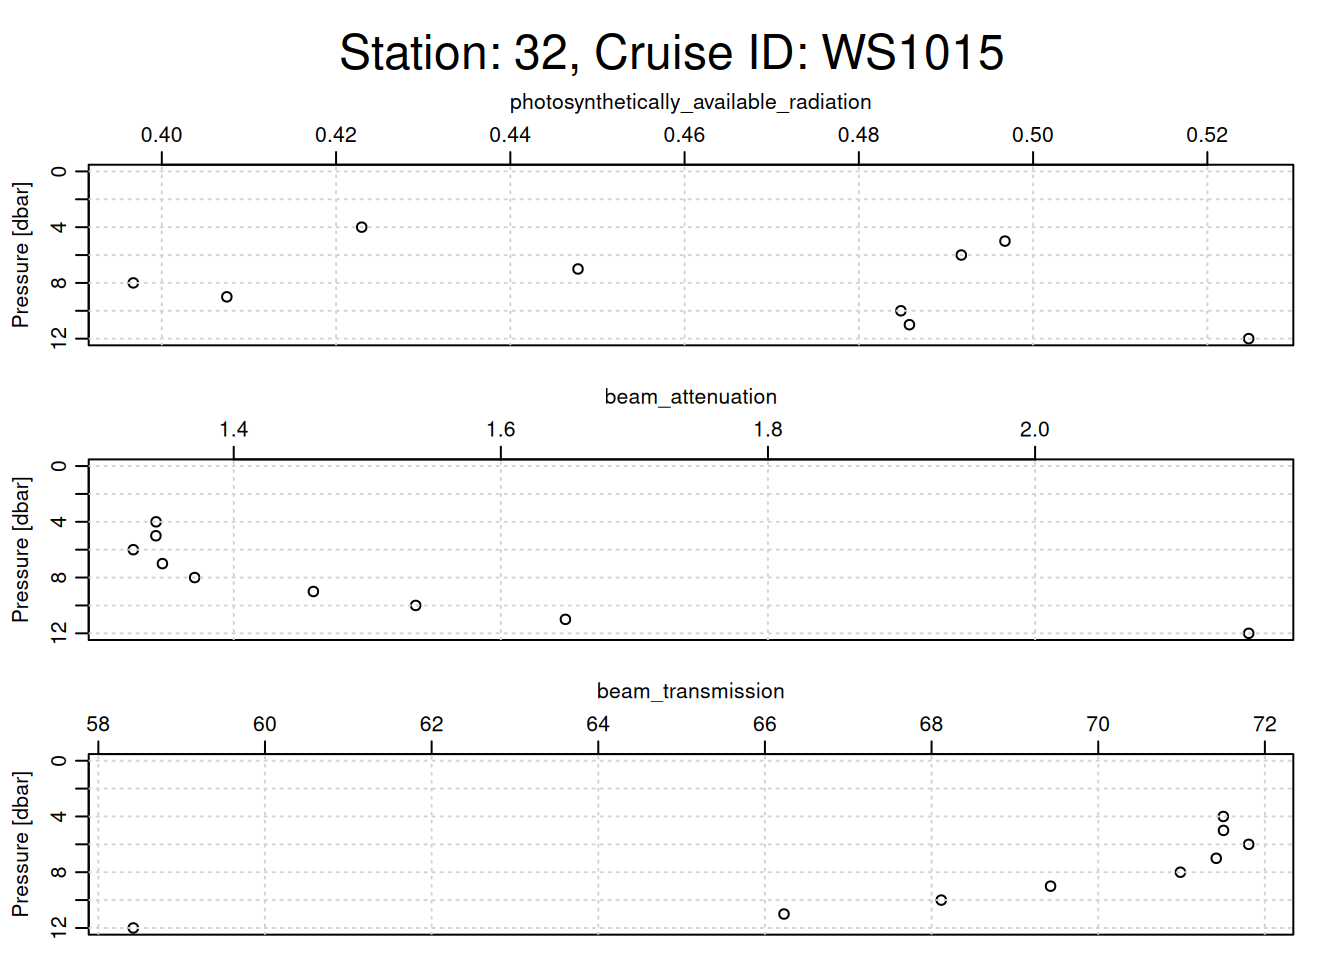 Station: 32, Cruise ID: WS1015
photosynthetically_available_radiation
0.40 0.42 0.44 0.46 0.48 0.50 0.52
Pressure [dbar]
0
4
8
12
beam_attenuation
1.4 1.6 1.8 2.0
Pressure [dbar]
0
4
8
12
beam_transmission
58 60 62 64 66 68 70 72
Pressure [dbar]
0
4
8
12